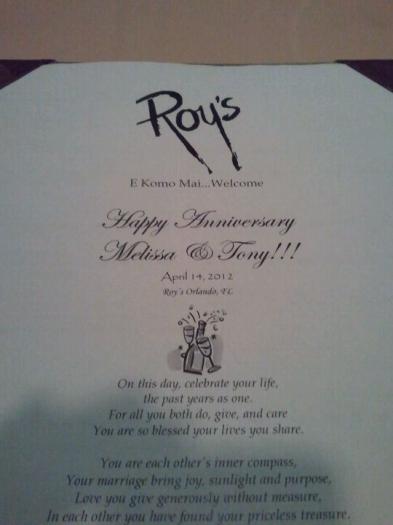 Roy's
E Komo Mai...Welcome
Happy Anniversary
Melissa & Tony!!!
April 14, 2012
Roy's Orlando, FL
On this day, celebrate your life,
the past years as one.
For all you both do, give, and care
You are so blessed your lives you share.
You are each other's inner compass,
Your marriage bring joy, sunlight and purpose,
Love you give generously without measure,
In each other you have found your priceless treasure.